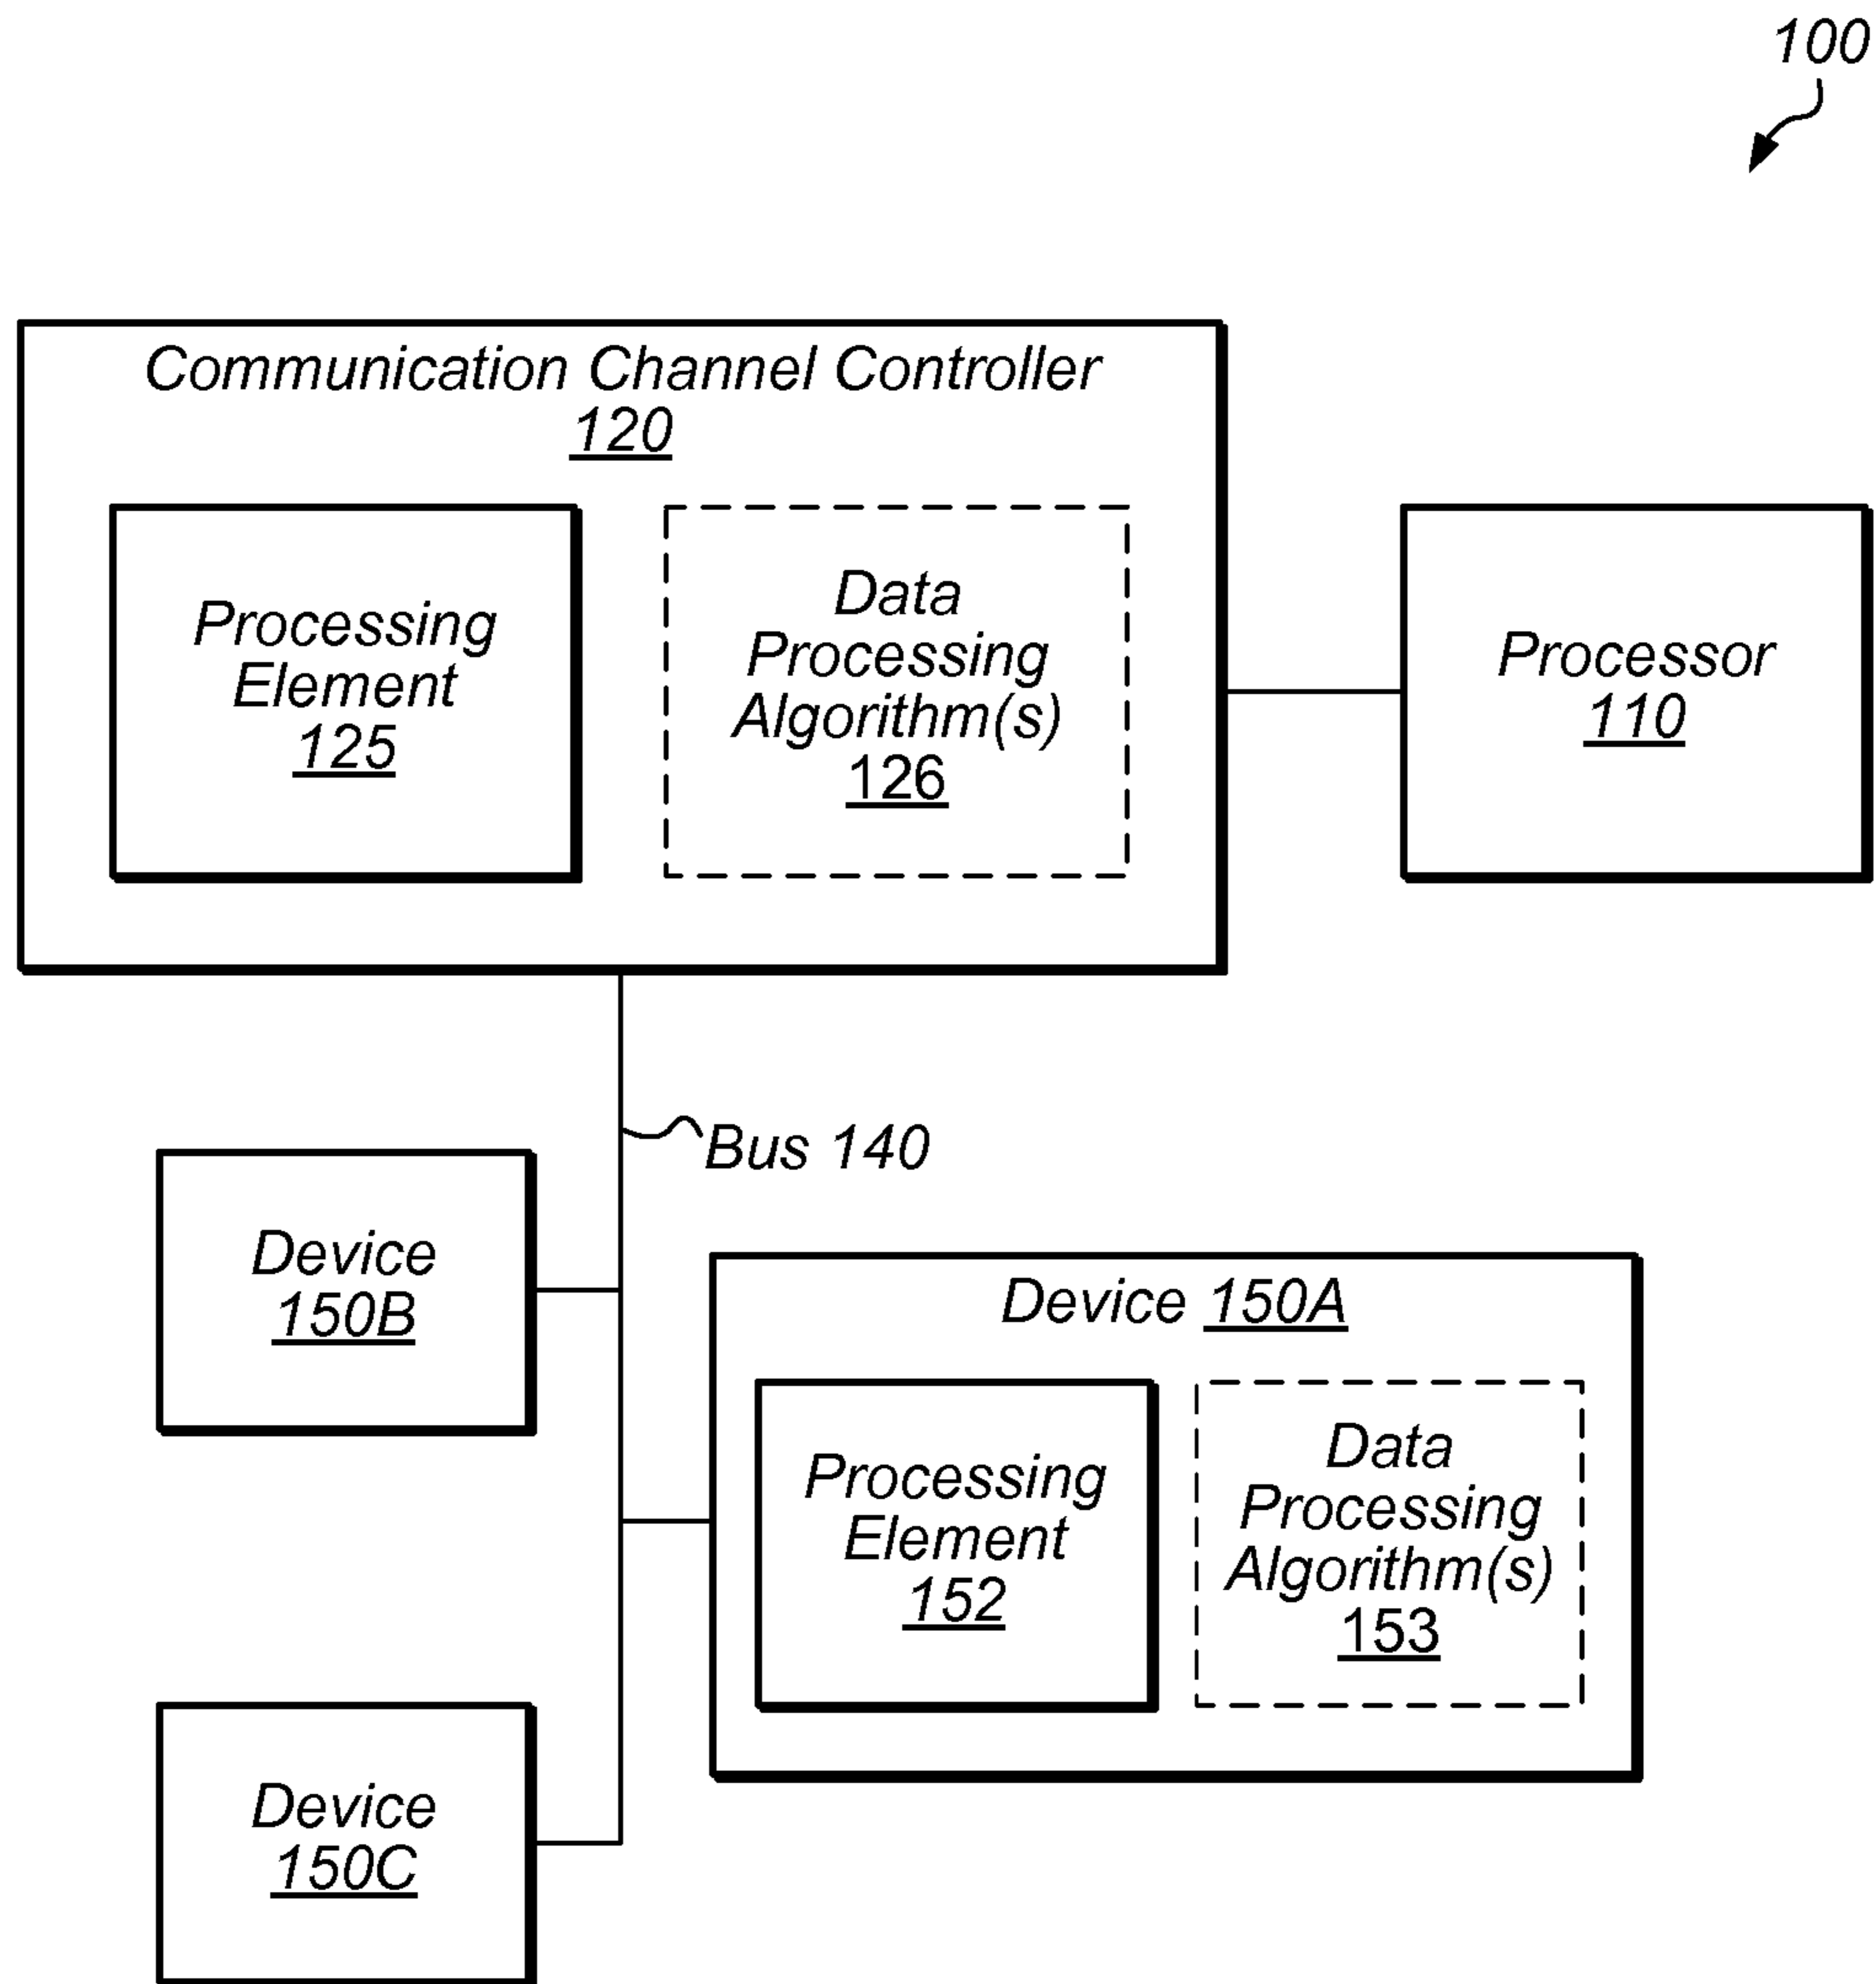 100
Communication Channel Controller
120
Processing
Element
125
Data
Processing
Algorithm(s)
126
Processor
110
Bus 140
Device
150B
Device 150A
Processing
Element
152
Data
Processing
Algorithm(s)
153
Device
150C